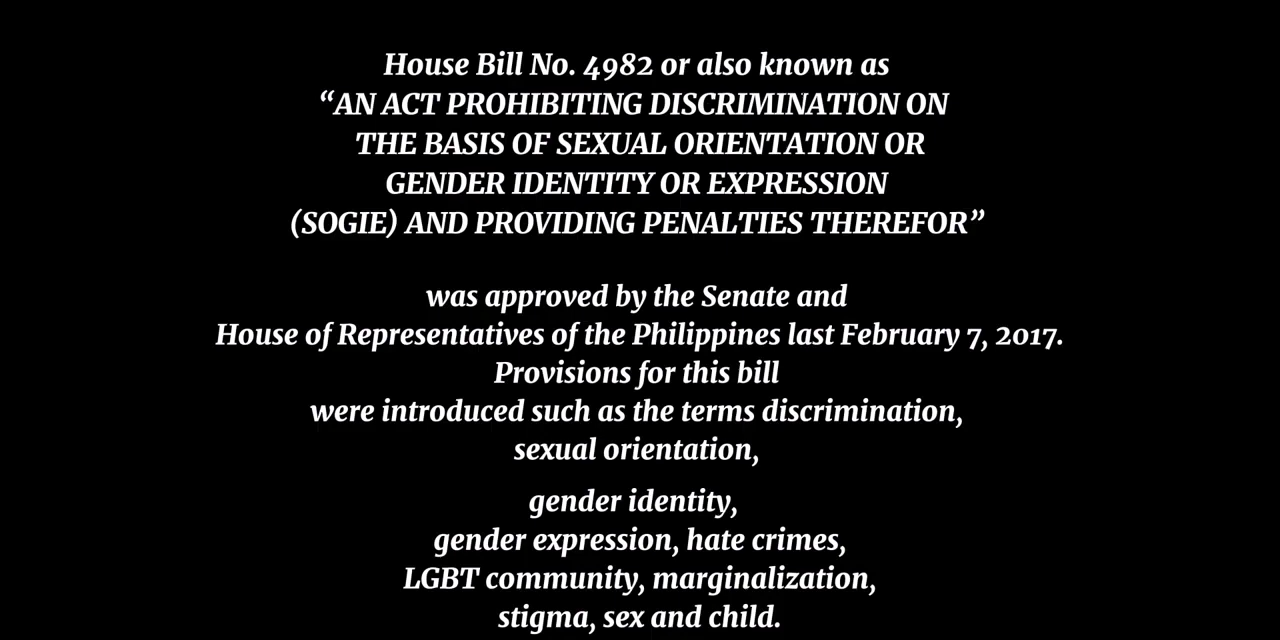 House Bill No. 4982 or also known as
“AN ACT PROHIBITING DISCRIMINATION ON
THE BASIS OF SEXUAL ORIENTATION OR
GENDER IDENTITY OR EXPRESSION
(SOGIE) AND PROVIDING PENALTIES THEREFOR”
was approved by the Senate and
House of Representatives of the Philippines last February 7, 2017.
Provisions for this bill
were introduced such as the terms discrimination,
sexual orientation,
gender identity,
gender expression, hate crimes,
LGBT community, marginalization,
stigma, sex and child.